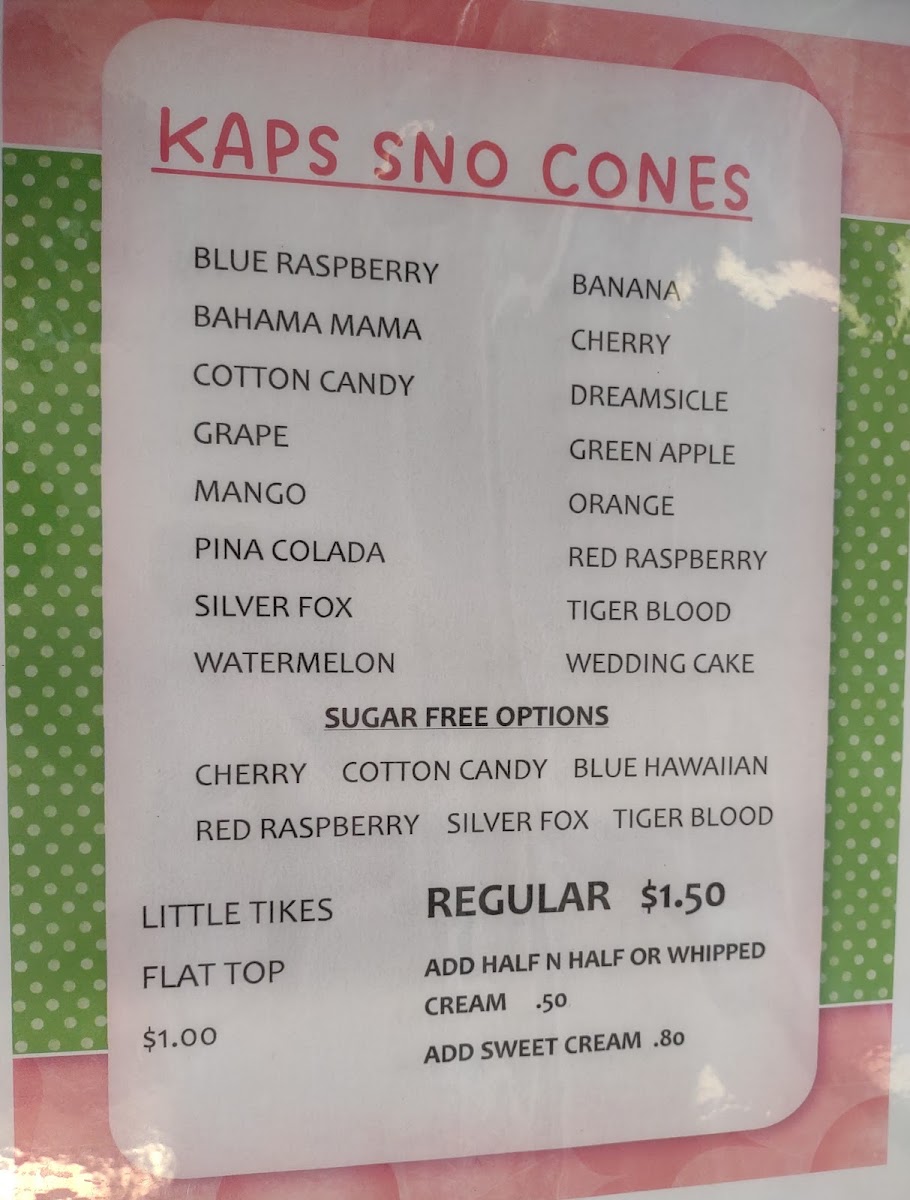 KAPS SNO CONES
BLUE RASPBERRY
BAHAMA MAMA
COTTON CANDY
GRAPE
MANGO
PINA COLADA
SILVER FOX
WATERMELON
BANANA
CHERRY
DREAMSICLE
GREEN APPLE
ORANGE
RED RASPBERRY
TIGER BLOOD
WEDDING CAKE
SUGAR FREE OPTIONS
CHERRY COTTON CANDY BLUE HAWAIIAN
RED RASPBERRY SILVER FOX TIGER BLOOD
LITTLE TIKES
FLAT TOP
$1.00
REGULAR $1.50
ADD HALF N HALF OR WHIPPED
CREAM .50
ADD SWEET CREAM .80